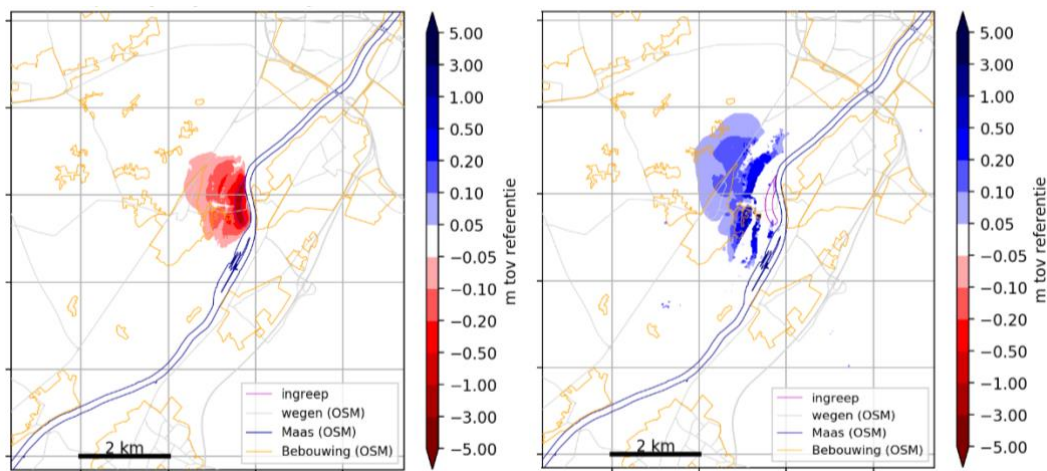 5.00
3.00
1.00
0.50
0.20
0.10
0.05
−0.05
−0.10
−0.20
−0.50
−1.00
−3.00
−5.00
m tov referentie
ingreep
wegen (OSM)
Maas (OSM)
Bebouwing (OSM)
2 km
5.00
3.00
1.00
0.50
0.20
0.10
0.05
−0.05
−0.10
−0.20
−0.50
−1.00
−3.00
−5.00
m tov referentie
ingreep
wegen (OSM)
Maas (OSM)
Bebouwing (OSM)
2 km